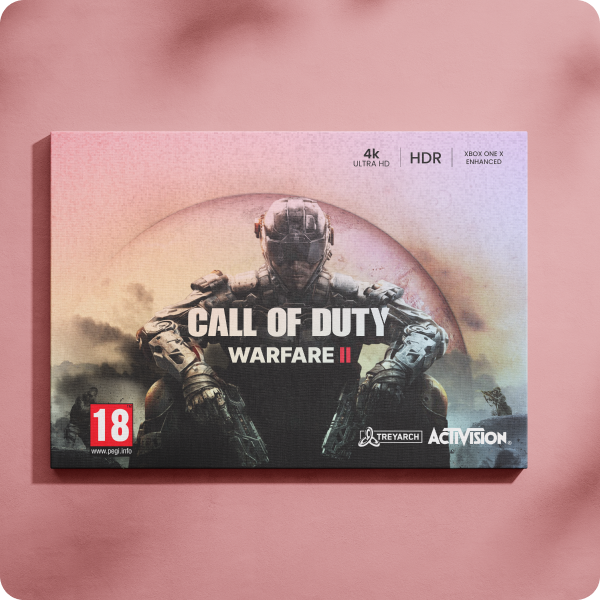 4k
ULTRA HD
HDR
XBOX ONE X
ENHANCED
CALL OF DUTY
WARFARE II
18
www.pegi.info
TREYARCH
ACTIVISION®